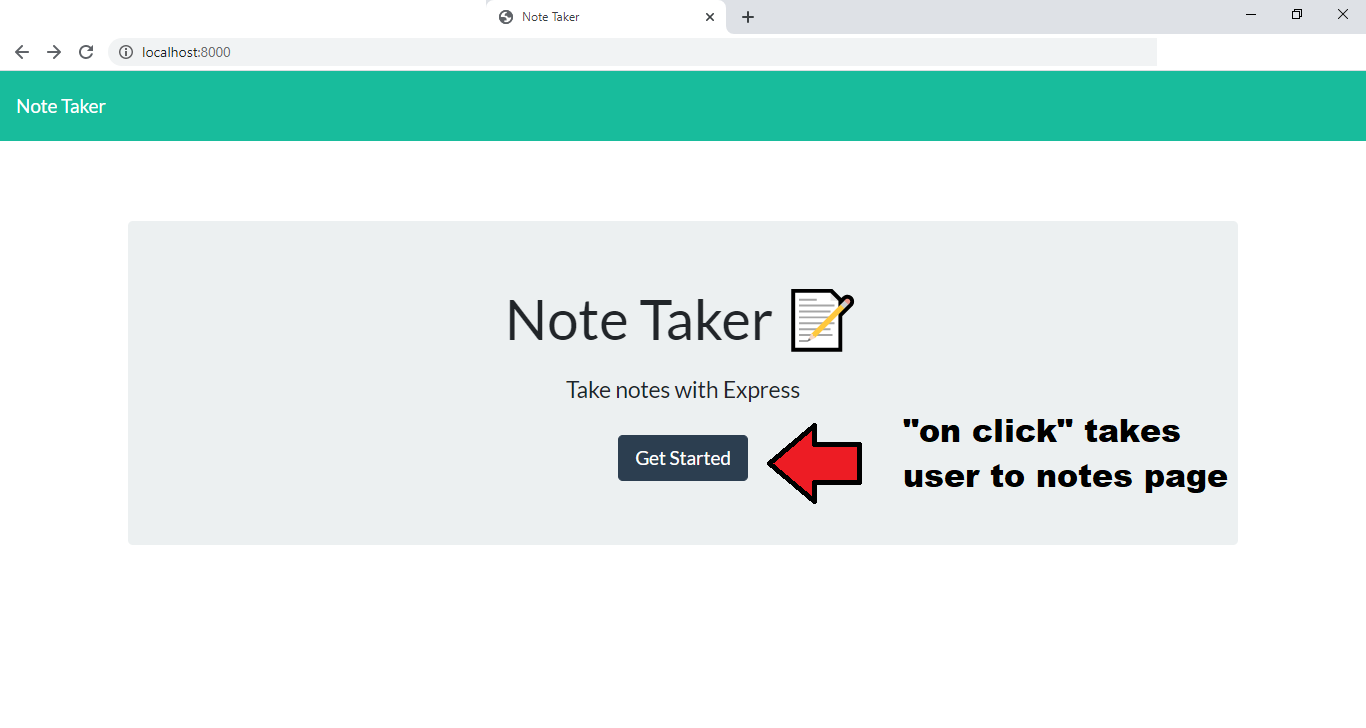 Note Taker
localhost:8000
Note Taker
Note Taker
Take notes with Express
Get Started
"on click" takes
user to notes page